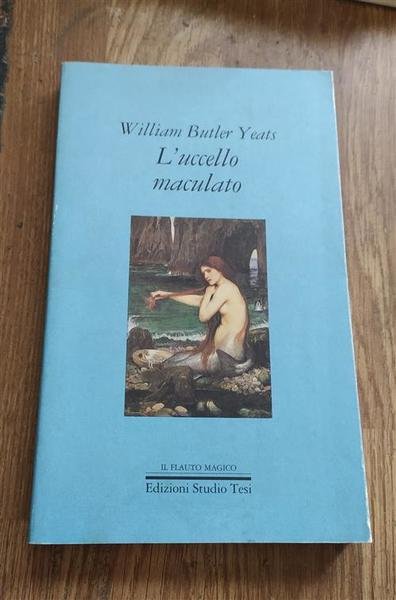 William Butler Yeats
L'uccello
maculato
IL FLAUTO MAGICO
Edizioni Studio Tesi